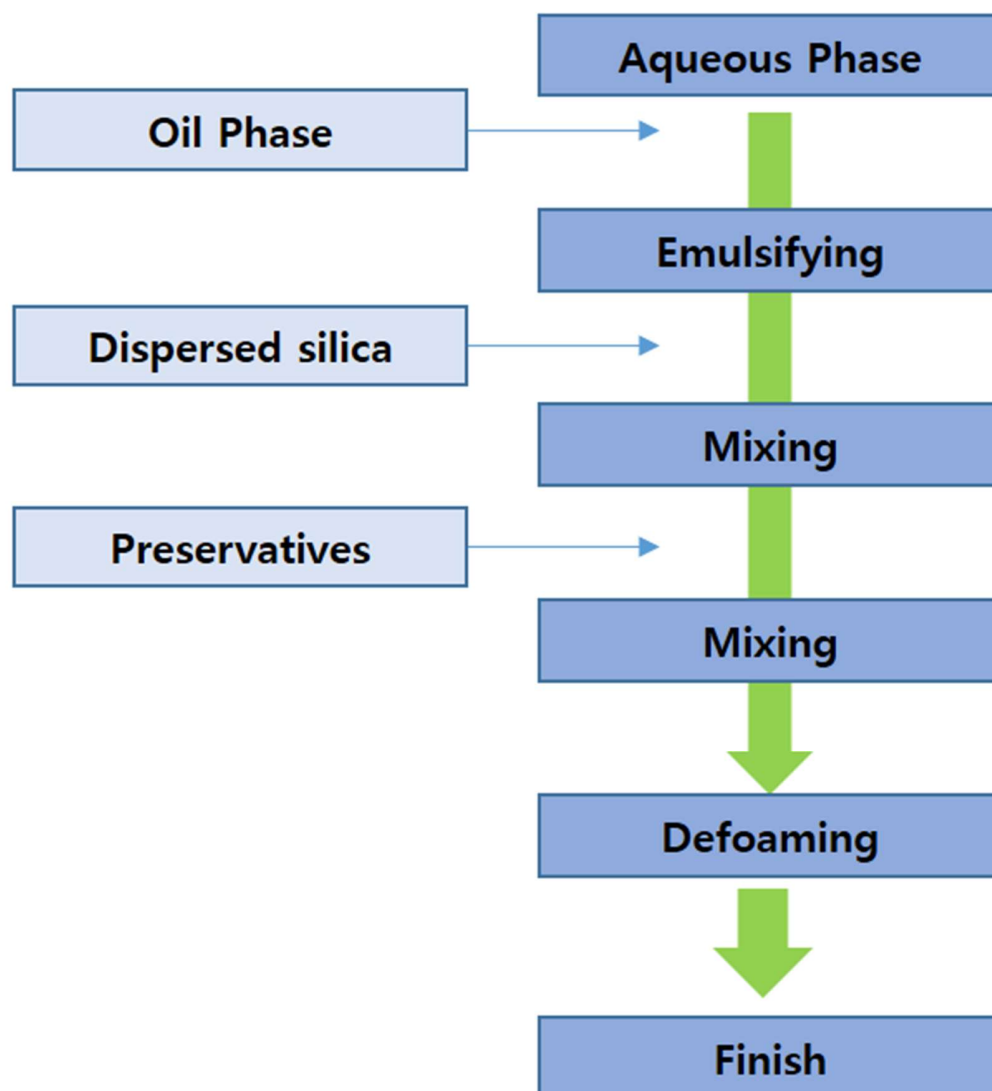 Aqueous Phase
Oil Phase
Emulsifying
Dispersed silica
Mixing
Preservatives
Mixing
Defoaming
Finish